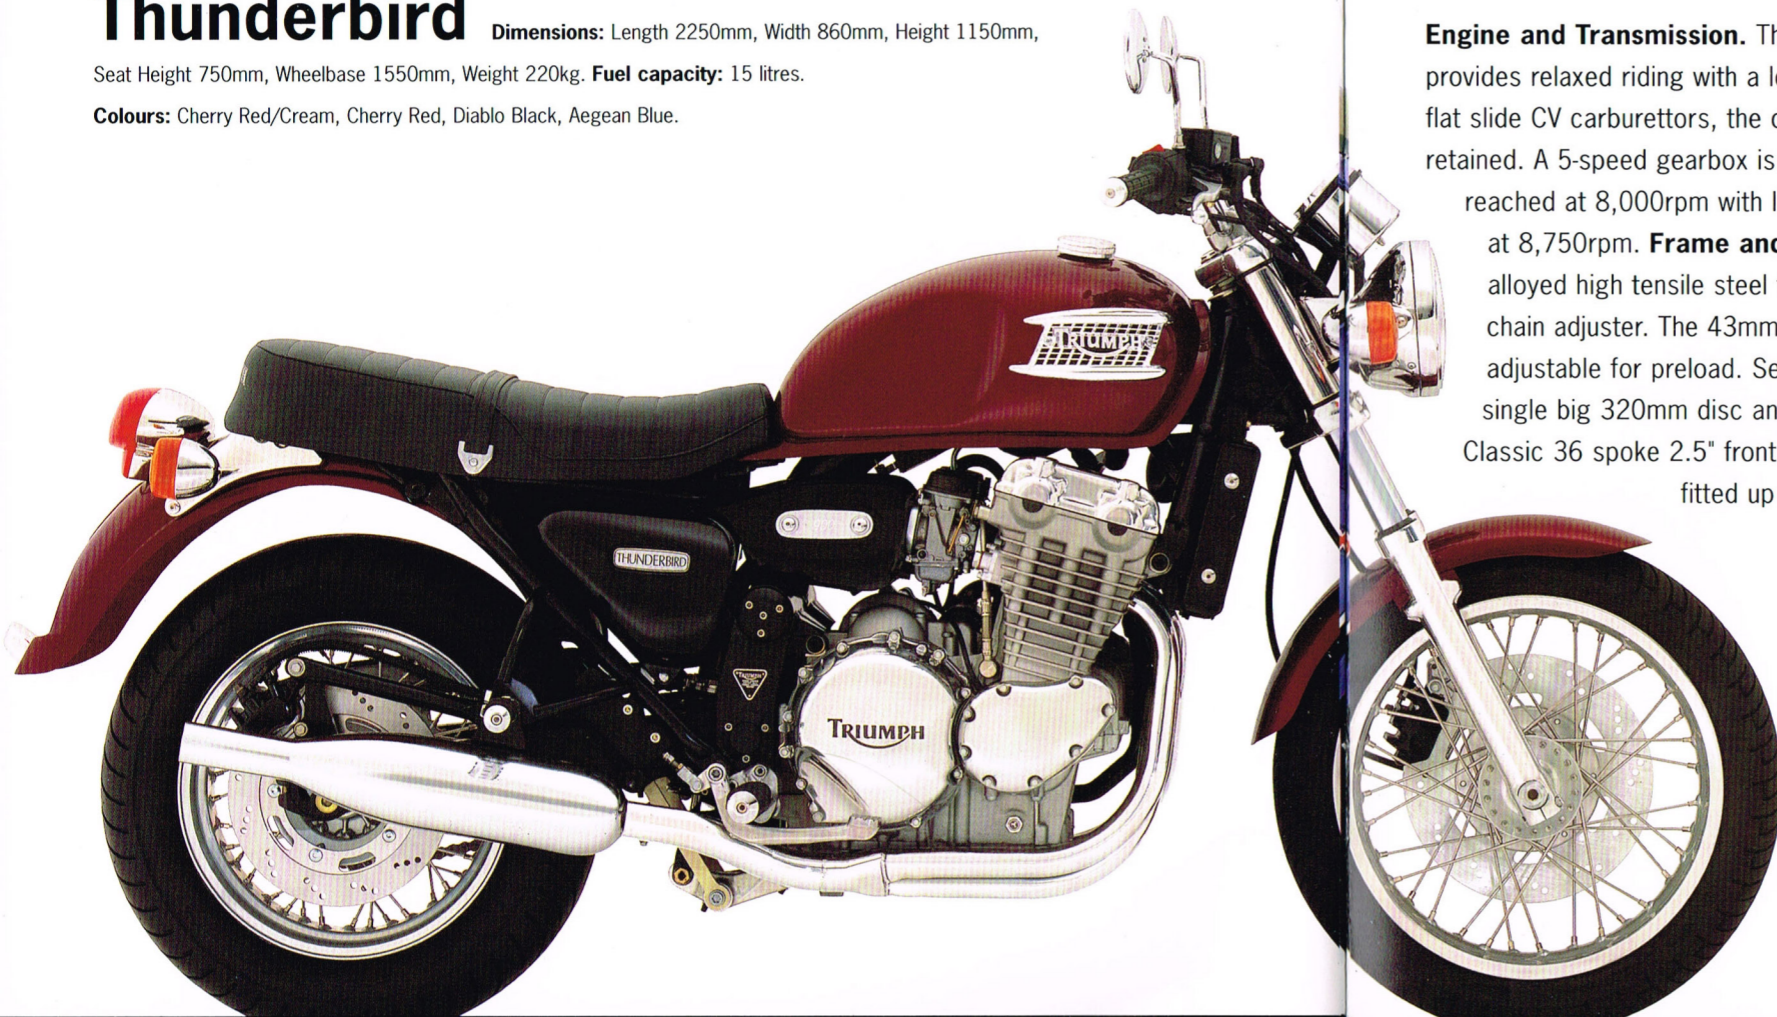 Thunderbird Dimensions: Length 2250mm, Width 860mm, Height 1150mm,
Seat Height 750mm, Wheelbase 1550mm, Weight 220kg. Fuel capacity: 15 litres.
Colours: Cherry Red/Cream, Cherry Red, Diablo Black, Aegean Blue.
Engine and Transmission.
provides relaxed riding with a
flat slide CV carburettors, the
retained. A 5-speed gearbox is
reached at 8,000rpm with
at 8,750rpm. Frame and
alloyed high tensile steel
chain adjuster. The 43mm
adjustable for preload.
single big 320mm disc
Classic 36 spoke 2.5" front
fitted up
TRIUMPH
THUNDERBIRD
TRIUMPH